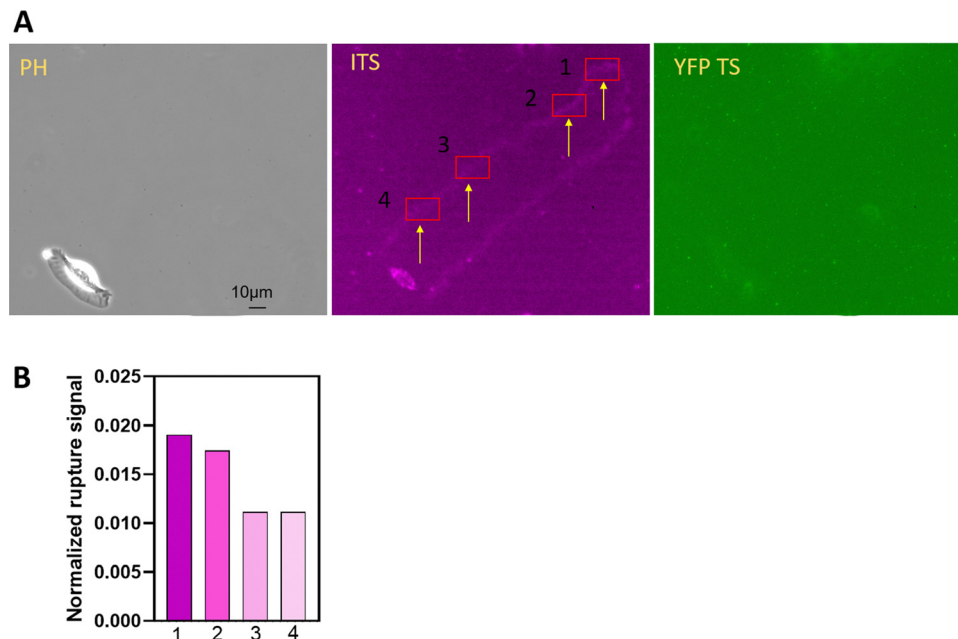 A
PH
ITS
YFP TS
1
2
3
4
10μm
B
Normalized rupture signal
0.025
0.020
0.015
0.010
0.005
0.000
1 2 3 4